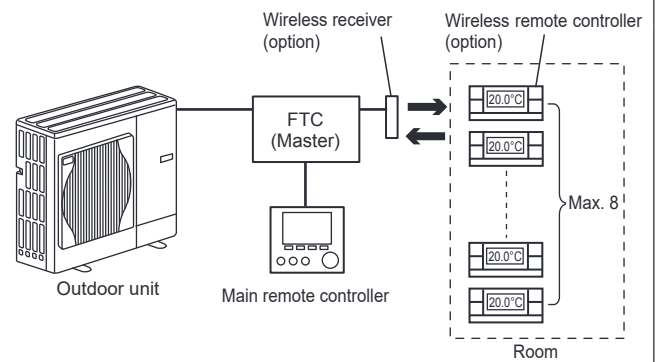 Wireless receiver
(option)
Wireless remote controller
(option)
FTC
(Master)
20.0°C
20.0°C
20.0°C
20.0°C
Max. 8
Outdoor unit
Main remote controller
Room